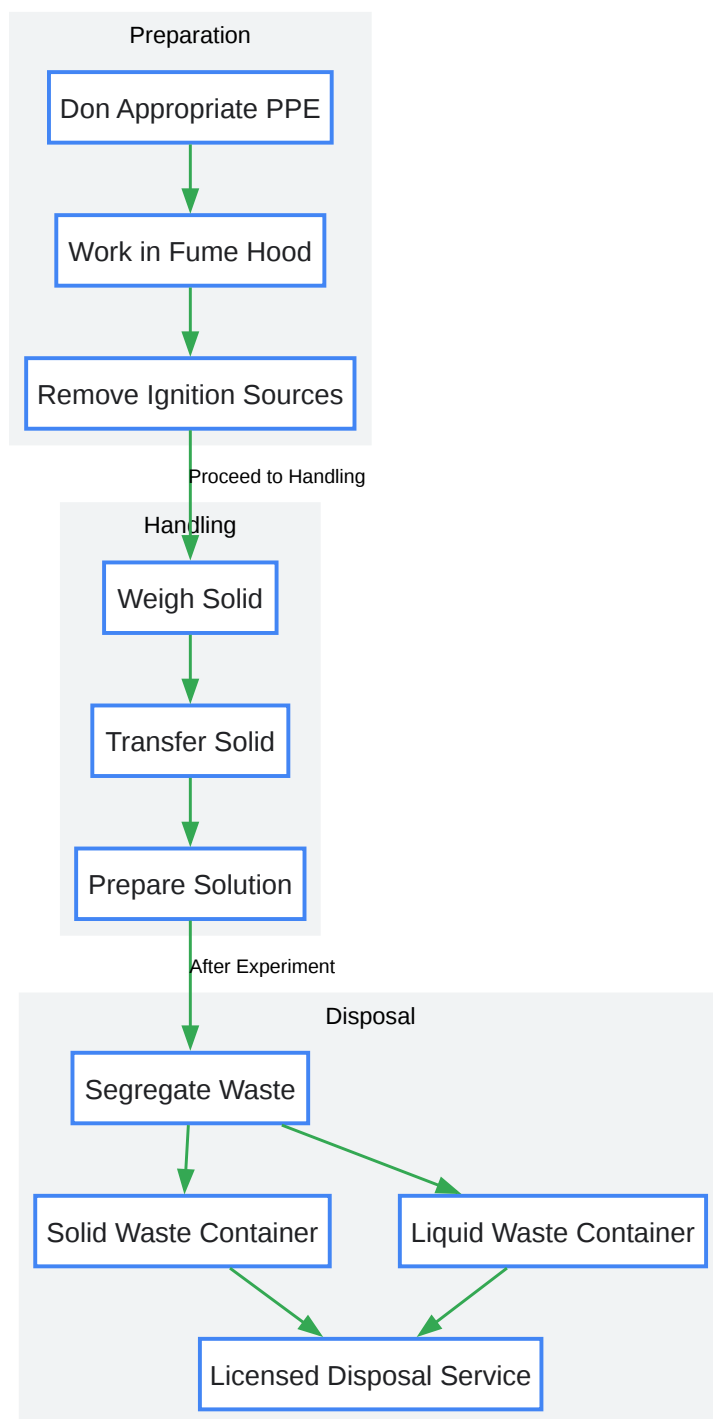 Preparation
Don Appropriate PPE
Work in Fume Hood
Remove Ignition Sources
Proceed to Handling
Handling
Weigh Solid
Transfer Solid
Prepare Solution
After Experiment
Disposal
Segregate Waste
Solid Waste Container
Liquid Waste Container
Licensed Disposal Service